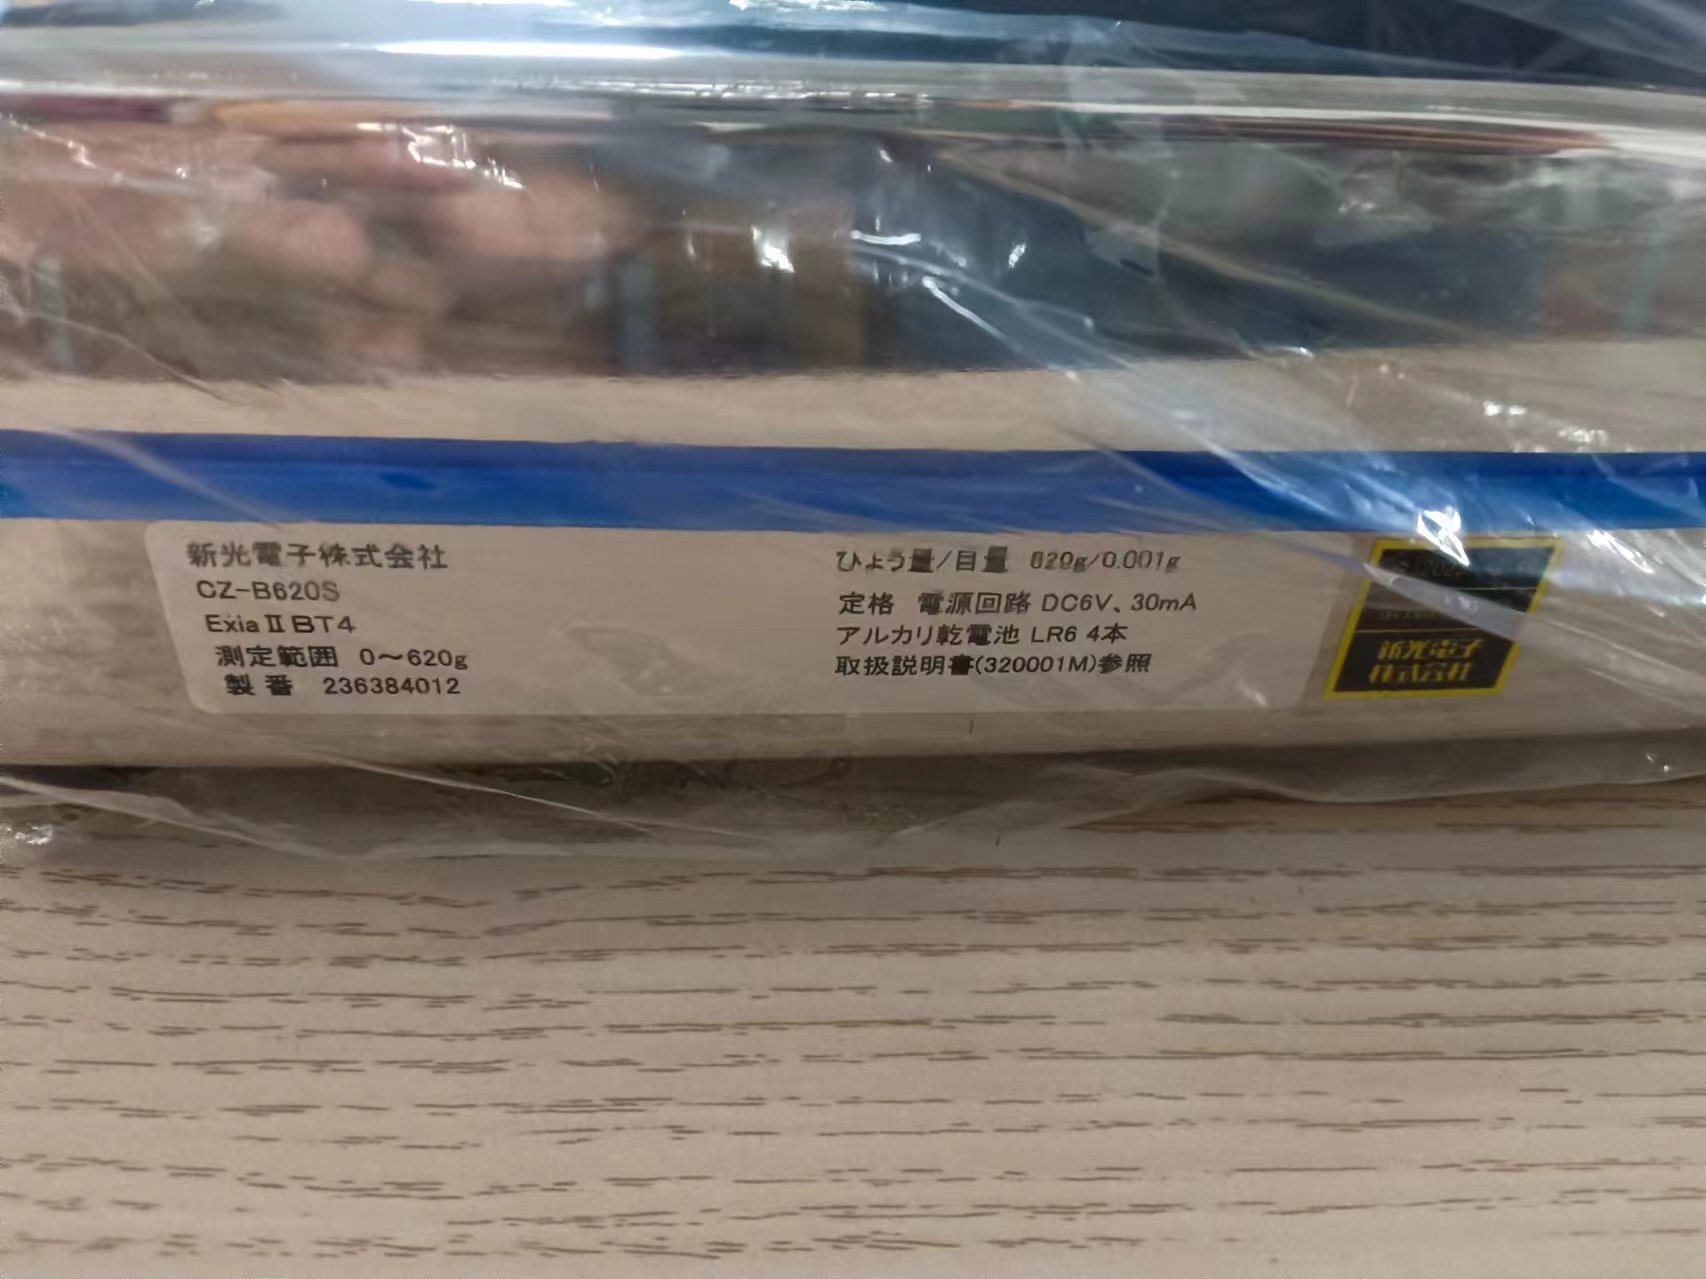 新光電子株式会社
CZ-B620S
ExiaⅡBT4
測定範囲 0～620g
製番 236384012
ひょう量/目量 620g/0.001g
定格 電源回路 DC6V、30mA
アルカリ乾電池 LR6 4本
取扱説明書(320001M)参照
新光電子
株式会社